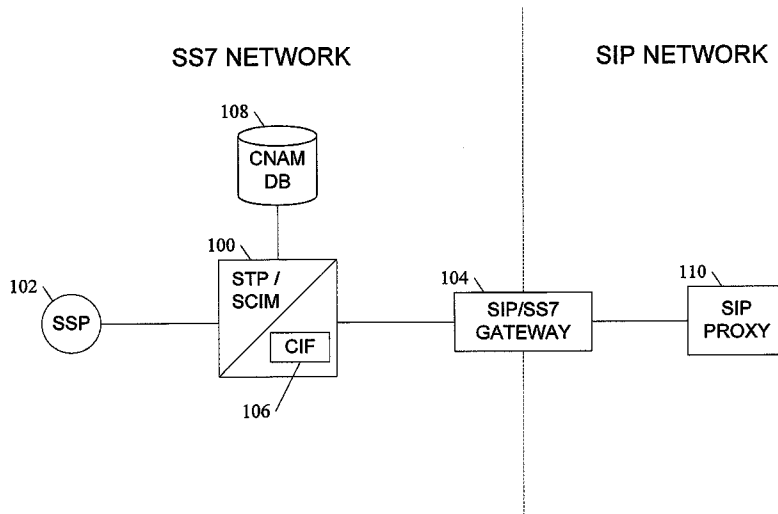 SS7 NETWORK
SIP NETWORK
108
CNAM
DB
100
STP /
SCIM
102
SSP
CIF
106
104
SIP/SS7
GATEWAY
110
SIP
PROXY